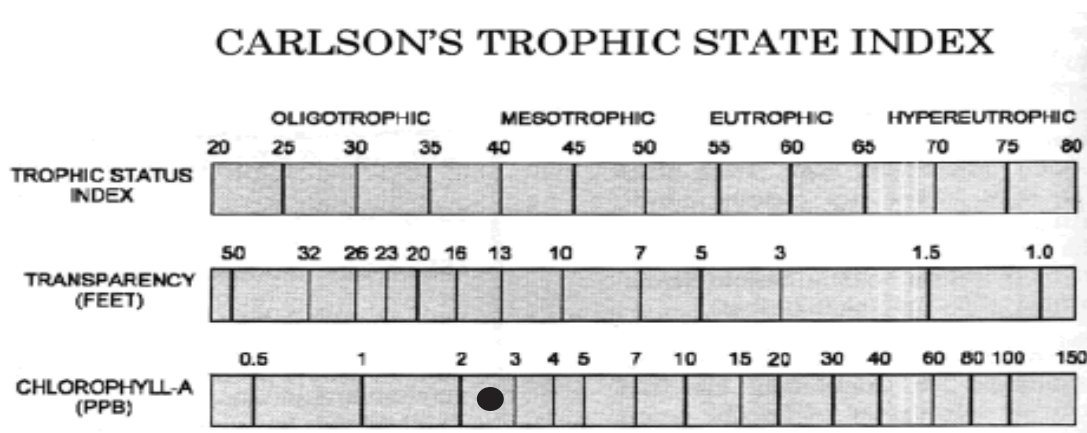 CARLSON'S TROPHIC STATE INDEX
OLIGOTROPHIC MESOTROPHIC EUTROPHIC HYPEREUTROPHIC
20 25 30 35 40 45 50 55 60 65 70 75 80
TROPHIC STATUS
INDEX
50 32 26 23 20 16 13 10 7 5 3 1.5 1.0
TRANSPARENCY
(FEET)
0.5 1 2 3 4 5 7 10 15 20 30 40 60 80 100 150
CHLOROPHYLL-A
(PPB)